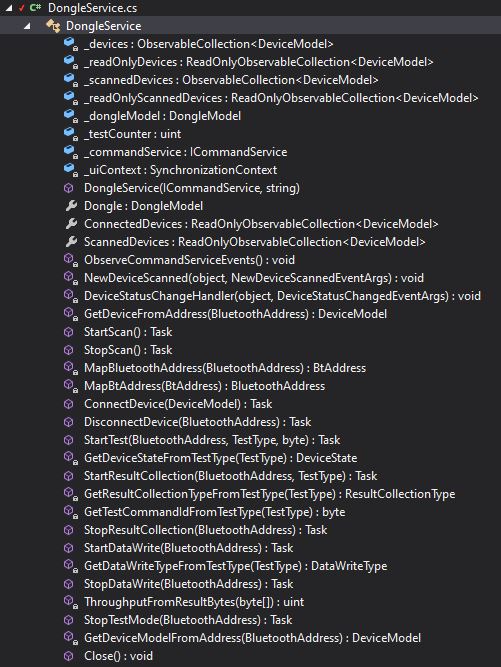 DongleService.cs
DongleService
_devices : ObservableCollection<DeviceModel>
_readOnlyDevices : ReadOnlyObservableCollection<DeviceModel>
_scannedDevices : ObservableCollection<DeviceModel>
_readOnlyScannedDevices : ReadOnlyObservableCollection<DeviceModel>
_dongleModel : DongleModel
_testCounter : uint
_commandService : ICommandService
_uiContext : SynchronizationContext
DongleService(ICommandService, string)
Dongle : DongleModel
ConnectedDevices : ReadOnlyObservableCollection<DeviceModel>
ScannedDevices : ReadOnlyObservableCollection<DeviceModel>
ObserveCommandServiceEvents() : void
NewDeviceScanned(object, NewDeviceScannedEventArgs) : void
DeviceStatusChangeHandler(object, DeviceStatusChangedEventArgs) : void
GetDeviceFromAddress(BluetoothAddress) : DeviceModel
StartScan() : Task
StopScan() : Task
MapBluetoothAddress(BluetoothAddress) : BtAddress
MapBtAddress(BtAddress) : BluetoothAddress
ConnectDevice(DeviceModel) : Task
DisconnectDevice(BluetoothAddress) : Task
StartTest(BluetoothAddress, TestType, byte) : Task
GetDeviceStateFromTestType(TestType) : DeviceState
StartResultCollection(BluetoothAddress, TestType) : Task
GetResultCollectionTypeFromTestType(TestType) : ResultCollectionType
GetTestCommandIdFromTestType(TestType) : byte
StopResultCollection(BluetoothAddress) : Task
StartDataWrite(BluetoothAddress) : Task
GetDataWriteTypeFromTestType(TestType) : DataWriteType
StopDataWrite(BluetoothAddress) : Task
ThroughputFromResultBytes(byte[]) : uint
StopTestMode(BluetoothAddress) : Task
GetDeviceModelFromAddress(BluetoothAddress) : DeviceModel
Close() : void